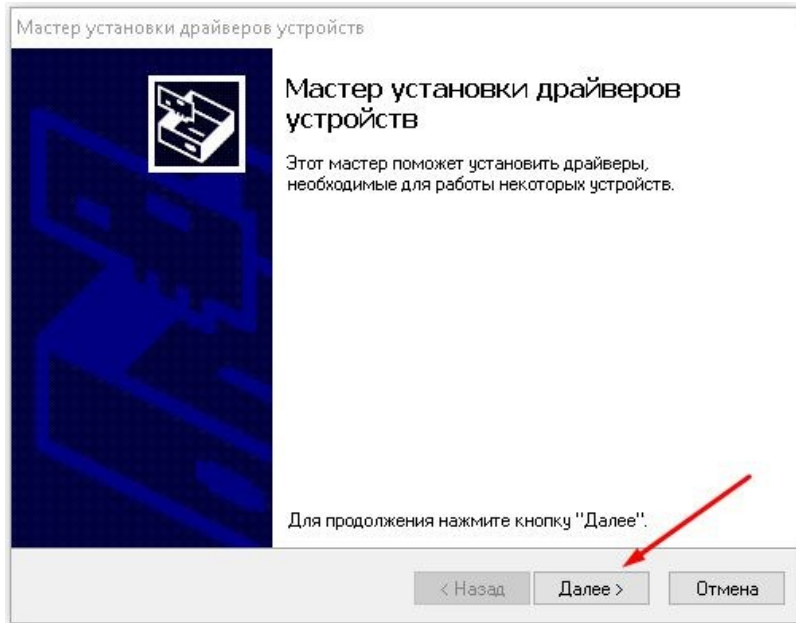 Мастер установки драйверов устройств
Мастер установки драйверов
устройств
Этот мастер поможет установить драйверы,
необходимые для работы некоторых устройств.
Для продолжения нажмите кнопку "Далее".
< Назад
Далее >
Отмена